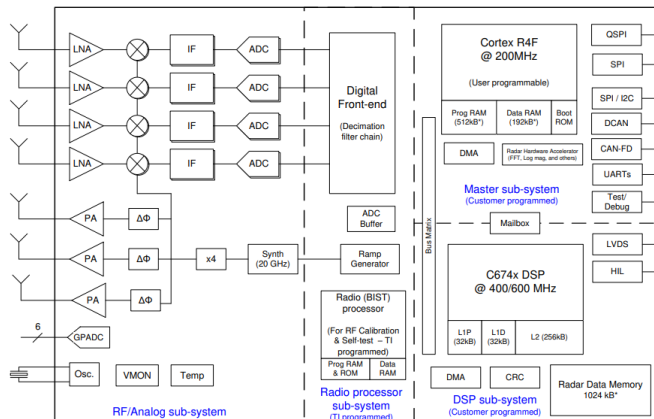 LNA
IF
ADC
LNA
IF
ADC
LNA
IF
ADC
LNA
IF
ADC
Digital
Front-end
(Decimation
filter chain)
PA
ΔΦ
PA
ΔΦ
x4
Synth
(20 GHz)
PA
ΔΦ
6
GPADC
Osc.
VMON
Temp
RF/Analog sub-system
ADC
Buffer
Ramp
Generator
Radio (BIST)
processor
(For RF Calibration
& Self-test – TI
programmed)
Prog RAM
& ROM
Data
RAM
Radio processor
sub-system
(TI programmed)
Bus Matrix
Cortex R4F
@ 200MHz
(User programmable)
Prog RAM
(512kB*)
Data RAM
(192kB*)
Boot
ROM
DMA
Radar Hardware Accelerator
(FFT, Log mag, and others)
Master sub-system
(Customer programmed)
Mailbox
C674x DSP
@ 400/600 MHz
L1P
(32kB)
L1D
(32kB)
L2 (256kB)
DMA
CRC
DSP sub-system
(Customer programmed)
Radar Data Memory
1024 kB*
QSPI
SPI
SPI / I2C
DCAN
CAN-FD
UARTs
Test/
Debug
LVDS
HIL